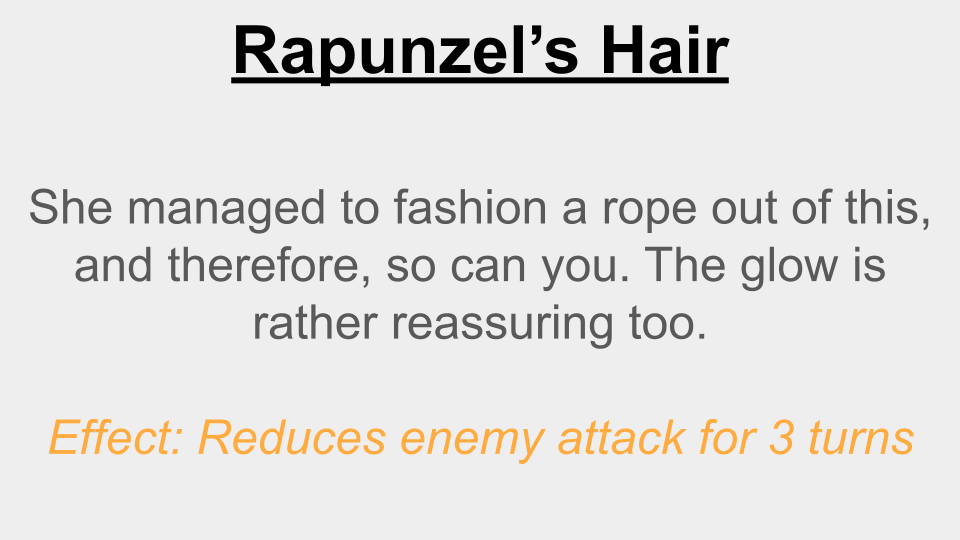 Rapunzel’s Hair
She managed to fashion a rope out of this,
and therefore, so can you. The glow is
rather reassuring too.
Effect: Reduces enemy attack for 3 turns